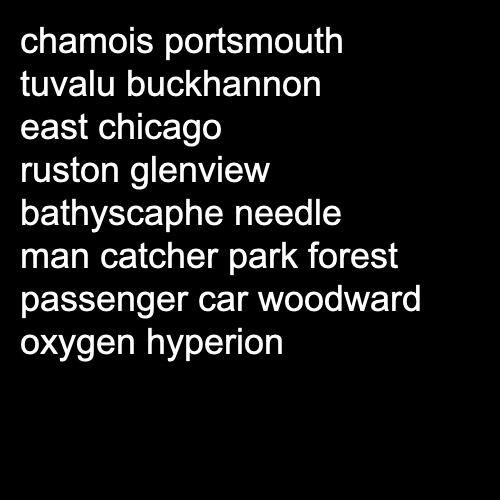 chamois portsmouth
tuvalu buckhannon
east chicago
ruston glenview
bathyscaphe needle
man catcher park forest
passenger car woodward
oxygen hyperion